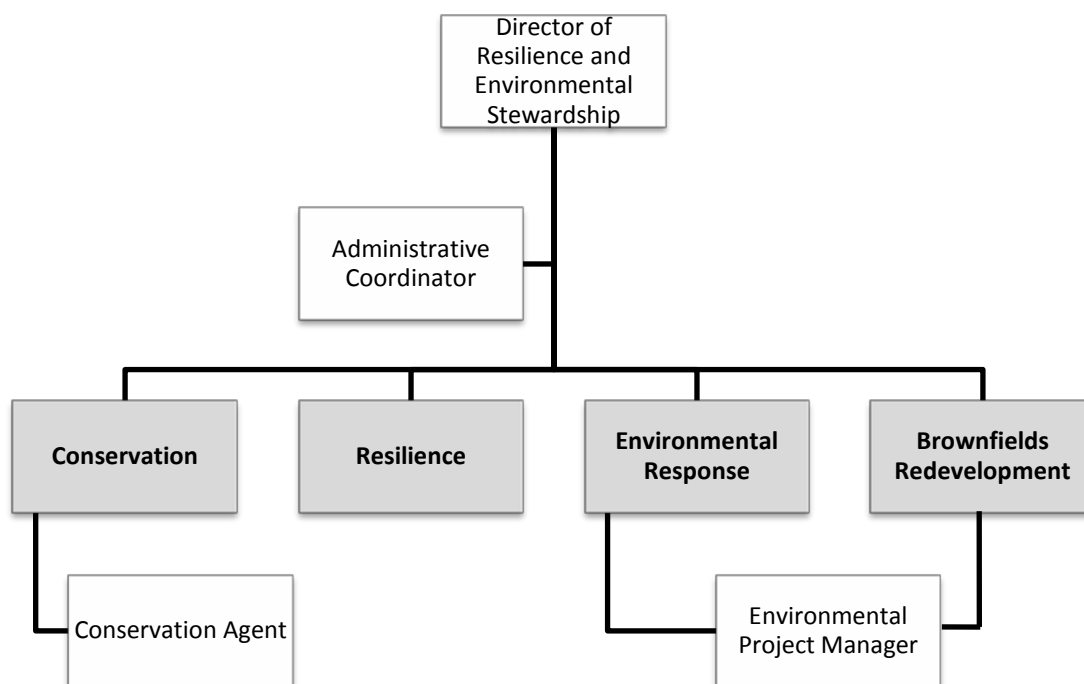 Director of
Resilience and
Environmental
Stewardship
Administrative
Coordinator
Conservation
Resilience
Environmental
Response
Brownfields
Redevelopment
Conservation Agent
Environmental
Project Manager